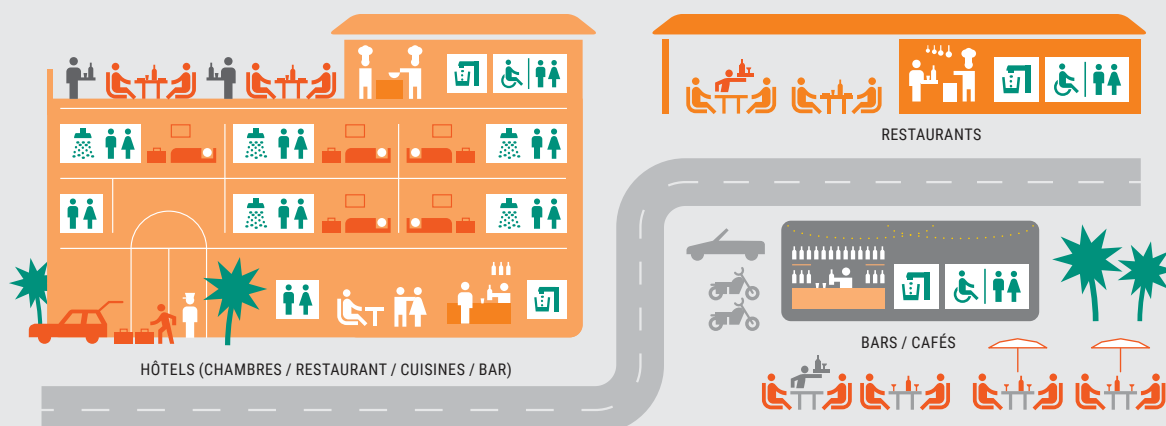 RESTAURANTS
BARS / CAFÉS
HÔTELS (CHAMBRES / RESTAURANT / CUISINES / BAR)